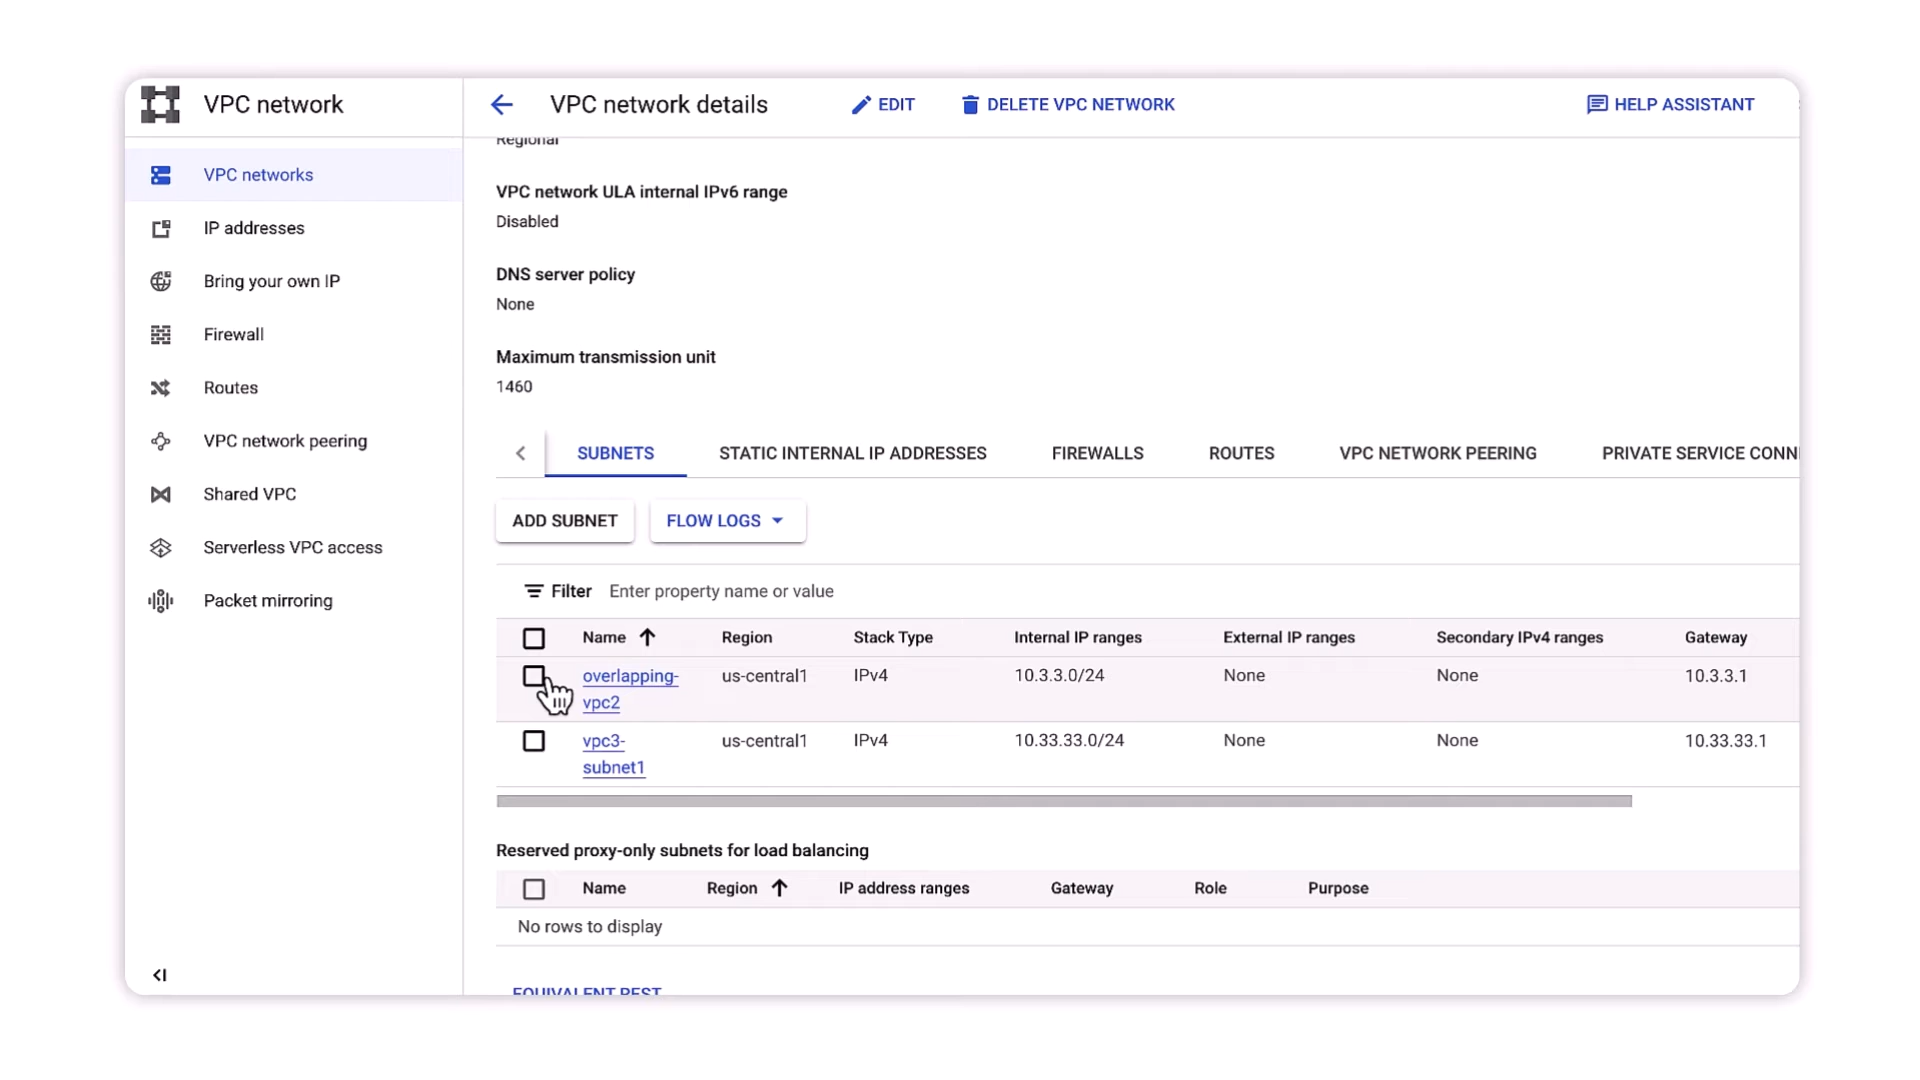 VPC network
VPC network details
EDIT
DELETE VPC NETWORK
HELP ASSISTANT
VPC networks
IP addresses
Bring your own IP
Firewall
Routes
VPC network peering
Shared VPC
Serverless VPC access
Packet mirroring
Regional
VPC network ULA internal IPv6 range
Disabled
DNS server policy
None
Maximum transmission unit
1460
SUBNETS STATIC INTERNAL IP ADDRESSES FIREWALLS ROUTES VPC NETWORK PEERING PRIVATE SERVICE CONN
ADD SUBNET FLOW LOGS
Filter Enter property name or value
Name Region Stack Type Internal IP ranges External IP ranges Secondary IPv4 ranges Gateway
overlapping-vpc2 us-central1 IPv4 10.3.3.0/24 None None 10.3.3.1
vpc3-subnet1 us-central1 IPv4 10.33.33.0/24 None None 10.33.33.1
Reserved proxy-only subnets for load balancing
Name Region IP address ranges Gateway Role Purpose
No rows to display
EQUIVALENT REST